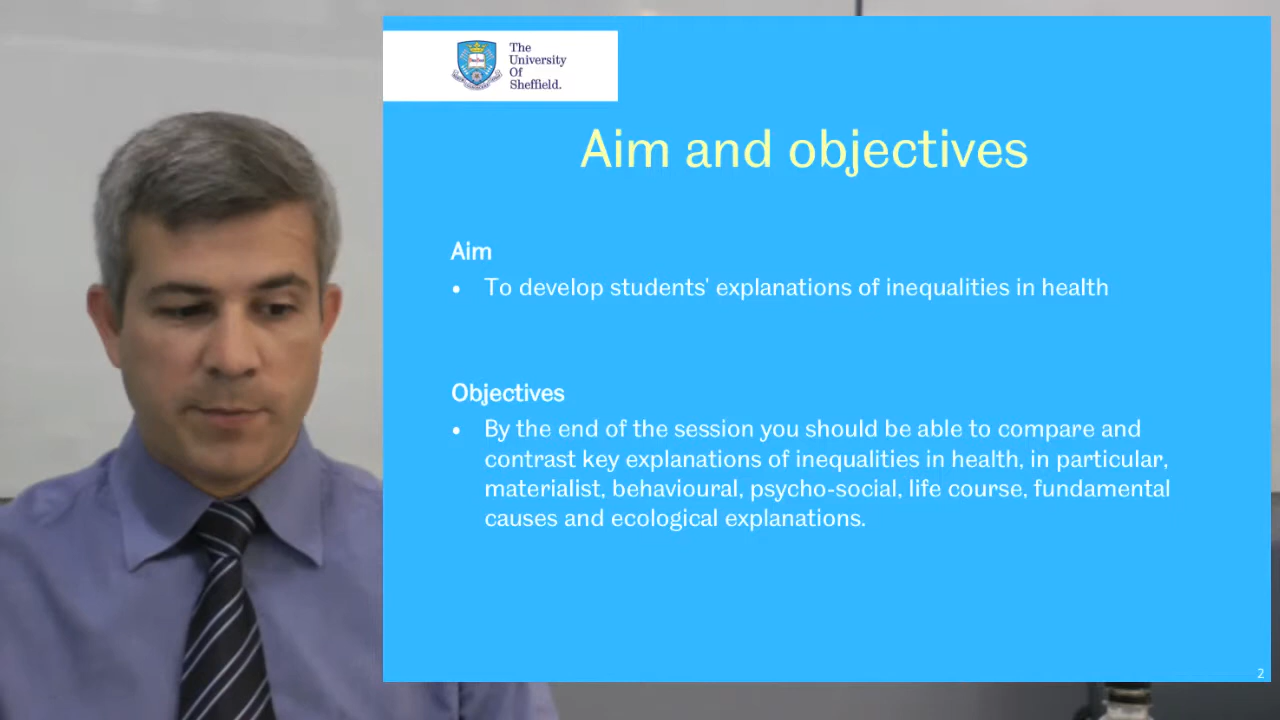 The
University
Of
Sheffield.
Aim and objectives
Aim
• To develop students' explanations of inequalities in health
Objectives
• By the end of the session you should be able to compare and
contrast key explanations of inequalities in health, in particular,
materialist, behavioural, psycho-social, life course, fundamental
causes and ecological explanations.
2